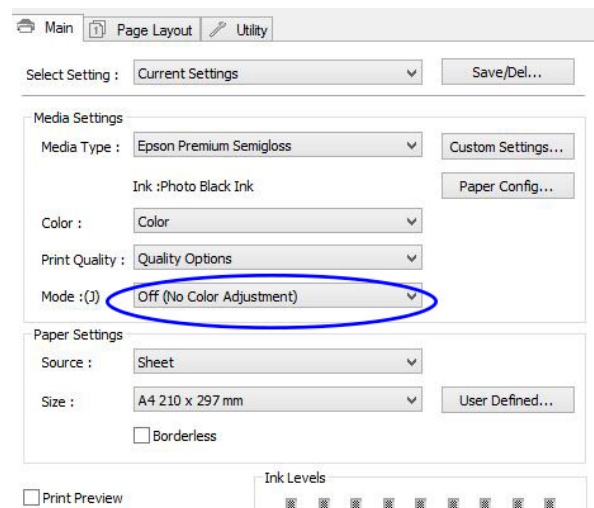 Main 1 Page Layout Utility
Select Setting : Current Settings Save/Del...
Media Settings
Media Type : Epson Premium Semigloss Custom Settings...
Ink :Photo Black Ink Paper Config...
Color : Color
Print Quality : Quality Options
Mode :(J) Off (No Color Adjustment)
Paper Settings
Source : Sheet
Size : A4 210 x 297 mm User Defined...
Borderless
Ink Levels
Print Preview